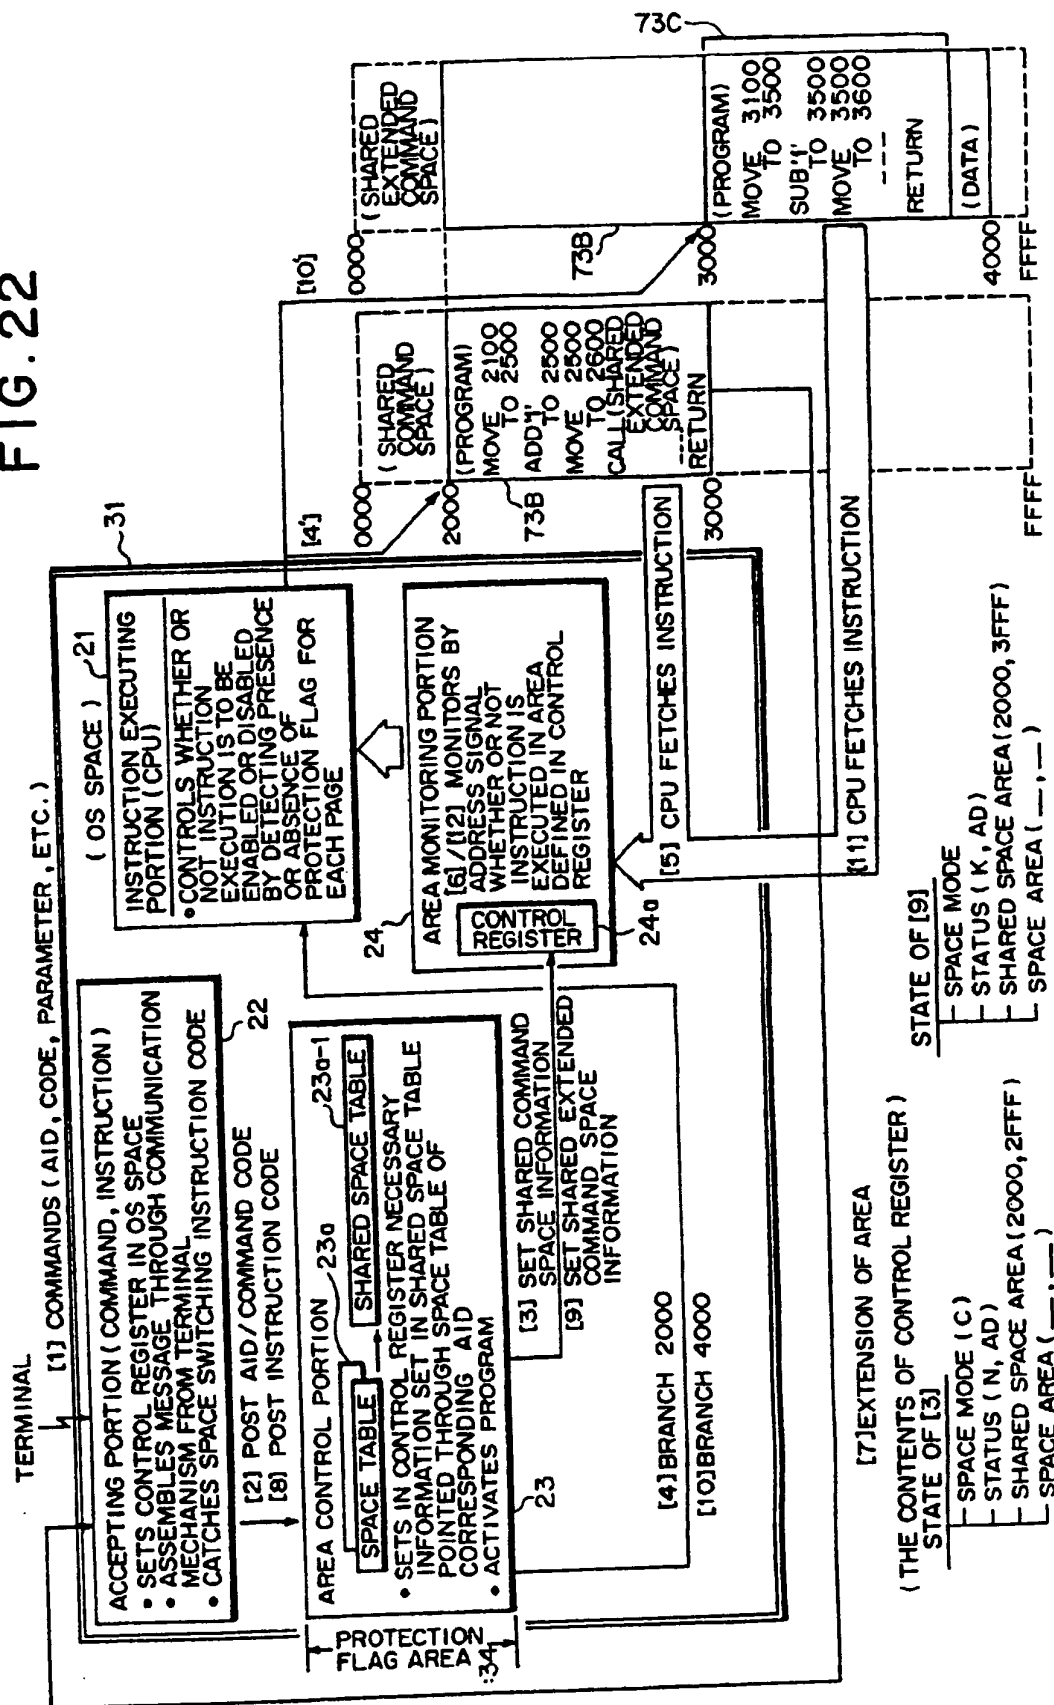 FIG. 22
TERMINAL
[1] COMMANDS (AID, CODE, PARAMETER, ETC.)
31
(OS SPACE)
21
ACCEPTING PORTION (COMMAND, INSTRUCTION)
• SETS CONTROL REGISTER IN OS SPACE
• ASSEMBLES MESSAGE THROUGH COMMUNICATION
MECHANISM FROM TERMINAL
• CATCHES SPACE SWITCHING INSTRUCTION CODE
22
[2] POST AID/COMMAND CODE
[8] POST INSTRUCTION CODE
AREA CONTROL PORTION
23a
23a-1
SPACE TABLE
SHARED SPACE TABLE
• SETS IN CONTROL REGISTER NECESSARY
INFORMATION SET IN SHARED SPACE TABLE
POINTED THROUGH SPACE TABLE OF
CORRESPONDING AID
• ACTIVATES PROGRAM
23
PROTECTION
FLAG AREA
:34
[3] SET SHARED COMMAND
SPACE INFORMATION
[9] SET SHARED EXTENDED
COMMAND SPACE
INFORMATION
[4] BRANCH 2000
[10] BRANCH 4000
INSTRUCTION EXECUTING
PORTION (CPU)
• CONTROLS WHETHER OR
NOT INSTRUCTION
EXECUTION IS TO BE
ENABLED OR DISABLED
BY DETECTING PRESENCE
OR ABSENCE OF
PROTECTION FLAG FOR
EACH PAGE
24
AREA MONITORING PORTION
[6]/[12] MONITORS BY
ADDRESS SIGNAL
WHETHER OR NOT
INSTRUCTION IS
EXECUTED IN AREA
DEFINED IN CONTROL
REGISTER
CONTROL
REGISTER
24a
[5] CPU FETCHES INSTRUCTION
[11] CPU FETCHES INSTRUCTION
[4']
0000
(SHARED
COMMAND
SPACE)
2000
(PROGRAM)
MOVE 2100
TO 2500
ADD'1'
TO 2500
MOVE 2500
TO 2600
CALL(SHARED
EXTENDED
COMMAND
SPACE)
---
RETURN
73B
3000
FFFF
[10']
0000
(SHARED
EXTENDED
COMMAND
SPACE)
73B
3000
73C
(PROGRAM)
MOVE 3100
TO 3500
SUB'1'
TO 3500
MOVE 3500
TO 3600
---
RETURN
(DATA)
4000
FFFF
[7] EXTENSION OF AREA
(THE CONTENTS OF CONTROL REGISTER)
STATE OF [3]
SPACE MODE (C)
STATUS (N, AD)
SHARED SPACE AREA (2000, 2FFF)
SPACE AREA (__,__)
STATE OF [9]
SPACE MODE
STATUS (K, AD)
SHARED SPACE AREA (2000, 3FFF)
SPACE AREA (__,__)